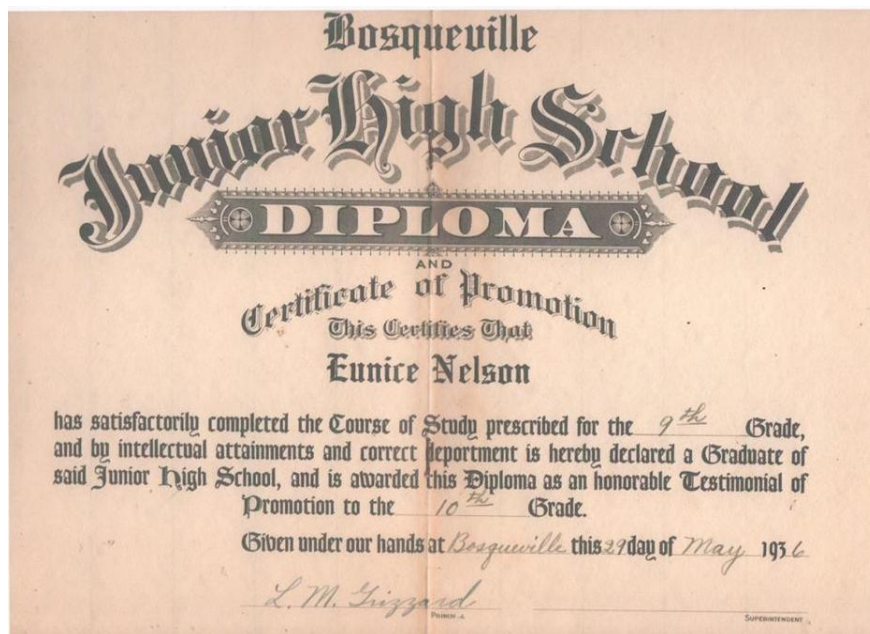 Bosqueville
Junior High School
DIPLOMA
AND
Certificate of Promotion
This Certifies That
Eunice Nelson
has satisfactorily completed the Course of Study prescribed for the 9th Grade,
and by intellectual attainments and correct deportment is hereby declared a Graduate of
said Junior High School, and is awarded this Diploma as an honorable Testimonial of
Promotion to the 10th Grade.
Given under our hands at Bosqueville this 29 day of May 1936
L. M. Grizzard
SUPERINTENDENT